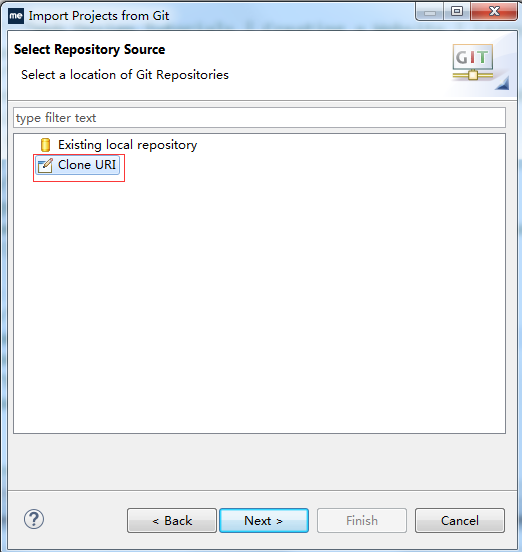 me Import Projects from Git
Select Repository Source
Select a location of Git Repositories
GIT
type filter text
Existing local repository
Clone URI
?
< Back
Next >
Finish
Cancel